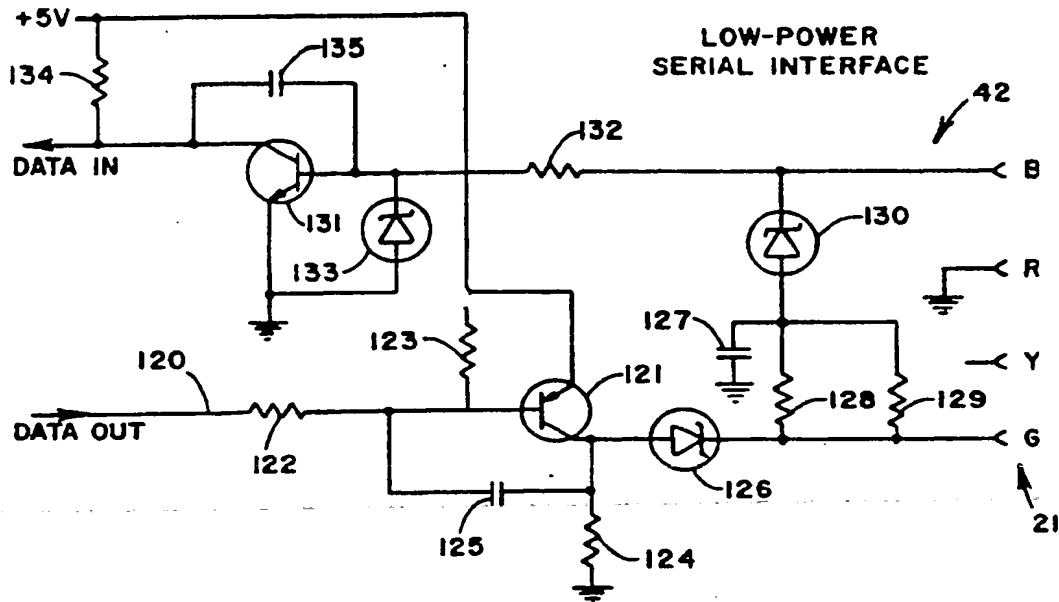 +5V
135
LOW-POWER
SERIAL INTERFACE
134
42
132
DATA IN
B
131
130
133
R
127
123
120
121
Y
128
129
DATA OUT
G
122
126
21
125
124